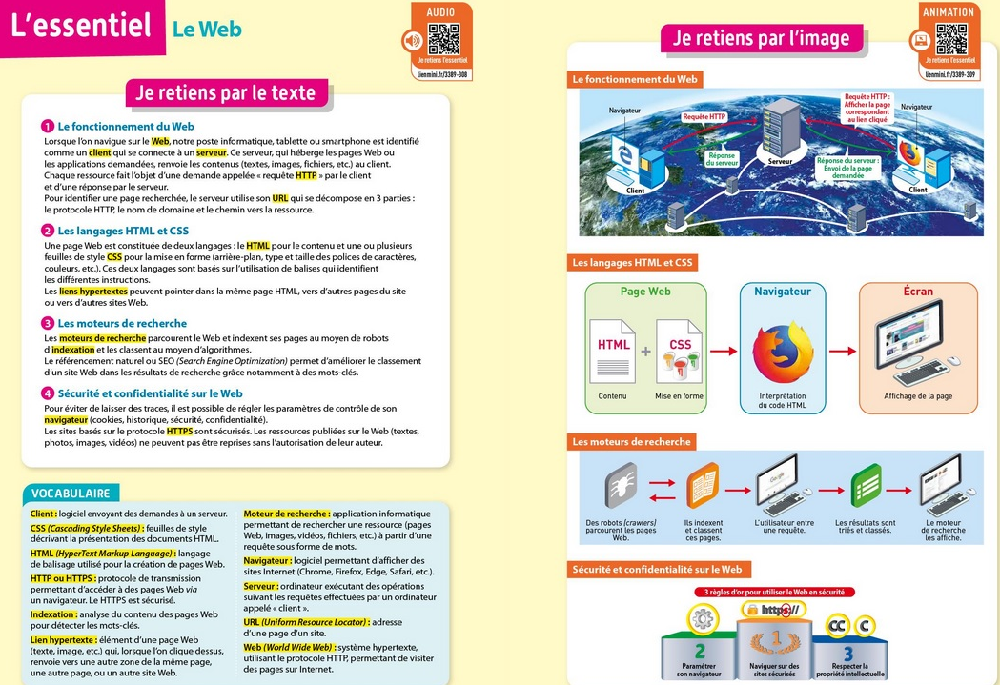 L'essentiel Le Web
AUDIO
Je retiens l'essentiel
lienmini.fr/3389-308
Je retiens par le texte
1 Le fonctionnement du Web
Lorsque l'on navigue sur le Web, notre poste informatique, tablette ou smartphone est identifié
comme un client qui se connecte à un serveur. Ce serveur, qui héberge les pages Web ou
les applications demandées, renvoie les contenus (textes, images, fichiers, etc.) au client.
Chaque ressource fait l'objet d'une demande appelée « requête HTTP » par le client
et d'une réponse par le serveur.
Pour identifier une page recherchée, le serveur utilise son URL qui se décompose en 3 parties :
le protocole HTTP, le nom de domaine et le chemin vers la ressource.
2 Les langages HTML et CSS
Une page Web est constituée de deux langages : le HTML pour le contenu et une ou plusieurs
feuilles de style CSS pour la mise en forme (arrière-plan, type et taille des polices de caractères,
couleurs, etc.). Ces deux langages sont basés sur l'utilisation de balises qui identifient
les différentes instructions.
Les liens hypertextes peuvent pointer dans la même page HTML, vers d'autres pages du site
ou vers d'autres sites Web.
3 Les moteurs de recherche
Les moteurs de recherche parcourent le Web et indexent ses pages au moyen de robots
d'indexation et les classent au moyen d'algorithmes.
Le référencement naturel ou SEO (Search Engine Optimization) permet d'améliorer le classement
d'un site Web dans les résultats de recherche grâce notamment à des mots-clés.
4 Sécurité et confidentialité sur le Web
Pour éviter de laisser des traces, il est possible de régler les paramètres de contrôle de son
navigateur (cookies, historique, sécurité, confidentialité).
Les sites basés sur le protocole HTTPS sont sécurisés. Les ressources publiées sur le Web (textes,
photos, images, vidéos) ne peuvent pas être reprises sans l'autorisation de leur auteur.
VOCABULAIRE
Client : logiciel envoyant des demandes à un serveur.
CSS (Cascading Style Sheets) : feuilles de style
décrivant la présentation des documents HTML.
HTML (HyperText Markup Language) : langage
de balisage utilisé pour la création de pages Web.
HTTP ou HTTPS : protocole de transmission
permettant d'accéder à des pages Web via
un navigateur. Le HTTPS est sécurisé.
Indexation : analyse du contenu des pages Web
pour détecter les mots-clés.
Lien hypertexte : élément d'une page Web
(texte, image, etc.) qui, lorsque l'on clique dessus,
renvoie vers une autre zone de la même page,
une autre page, ou un autre site Web.
Moteur de recherche : application informatique
permettant de rechercher une ressource (pages
Web, images, vidéos, fichiers, etc.) à partir d'une
requête sous forme de mots.
Navigateur : logiciel permettant d'afficher des
sites Internet (Chrome, Firefox, Edge, Safari, etc.).
Serveur : ordinateur exécutant des opérations
suivant les requêtes effectuées par un ordinateur
appelé « client ».
URL (Uniform Resource Locator) : adresse
d'une page d'un site.
Web (World Wide Web) : système hypertexte,
utilisant le protocole HTTP, permettant de visiter
des pages sur Internet.
Je retiens par l'image
ANIMATION
Je retiens l'essentiel
lienmini.fr/3389-309
Le fonctionnement du Web
Navigateur
Requête HTTP
Réponse
du serveur
Client
Serveur
Requête HTTP :
Afficher la page
correspondant
au lien cliqué
Navigateur
Réponse du serveur :
Envoi de la page
demandée
Client
Les langages HTML et CSS
Page Web
HTML
+
CSS
Contenu
Mise en forme
Navigateur
Interprétation
du code HTML
Écran
Affichage de la page
Les moteurs de recherche
Google
Des robots (crawlers)
parcourent les pages
Web.
Ils indexent
et classent
ces pages.
L'utilisateur entre
une requête.
Les résultats sont
triés et classés.
Le moteur
de recherche
les affiche.
Sécurité et confidentialité sur le Web
3 règles d'or pour utiliser le Web en sécurité
https://
CC C
2
1
3
Paramétrer
son navigateur
Naviguer sur des
sites sécurisés
Respecter la
propriété intellectuelle